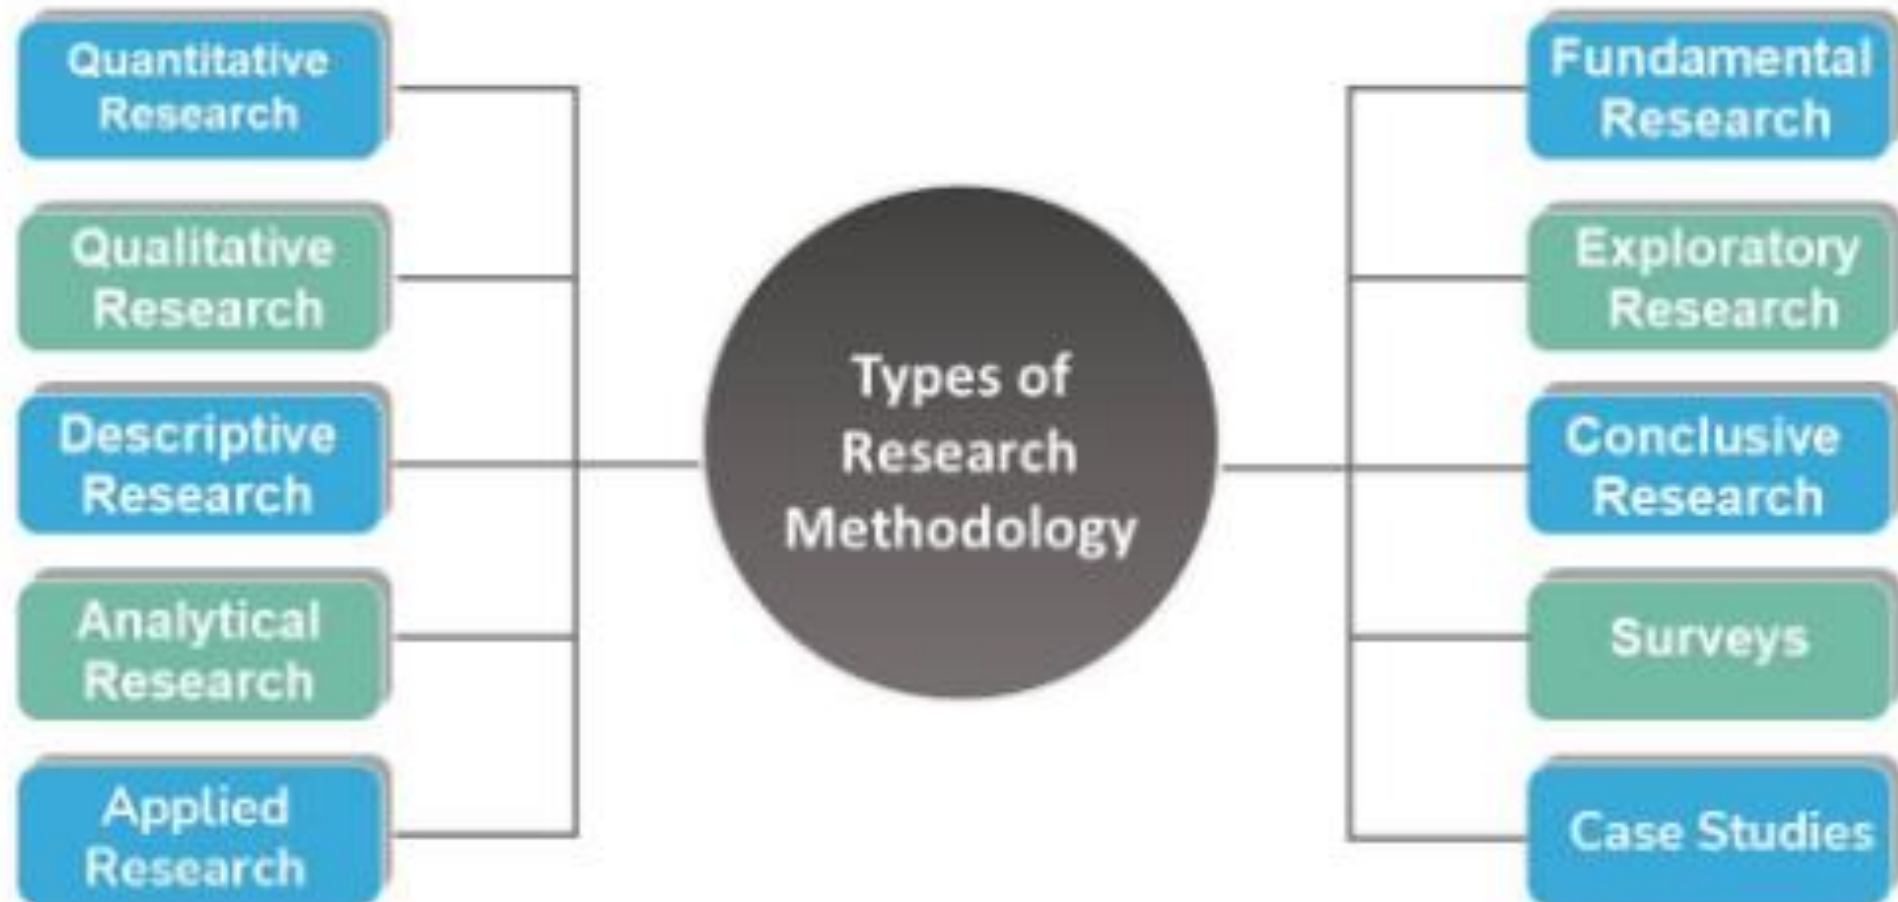 Quantitative
Research
Qualitative
Research
Descriptive
Research
Analytical
Research
Applied
Research
Types of
Research
Methodology
Fundamental
Research
Exploratory
Research
Conclusive
Research
Surveys
Case Studies